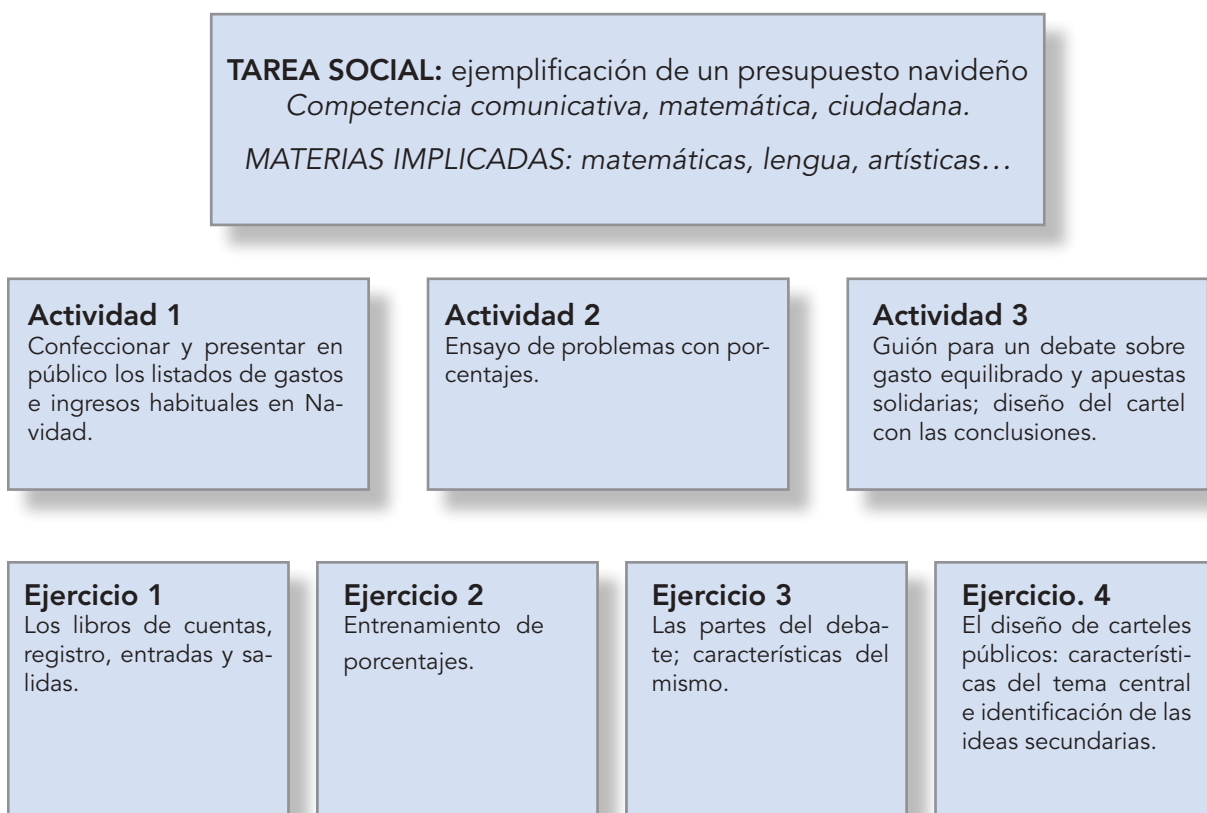 TAREA SOCIAL: ejemplificación de un presupuesto navideño
Competencia comunicativa, matemática, ciudadana.
MATERIAS IMPLICADAS: matemáticas, lengua, artísticas…
Actividad 1
Confeccionar y presentar en
público los listados de gastos
e ingresos habituales en Na-
vidad.
Actividad 2
Ensayo de problemas con por-
centajes.
Actividad 3
Guión para un debate sobre
gasto equilibrado y apuestas
solidarias; diseño del cartel
con las conclusiones.
Ejercicio 1
Los libros de cuentas,
registro, entradas y sa-
lidas.
Ejercicio 2
Entrenamiento de
porcentajes.
Ejercicio 3
Las partes del deba-
te; características del
mismo.
Ejercicio. 4
El diseño de carteles
públicos: característi-
cas del tema central
e identificación de las
ideas secundarias.